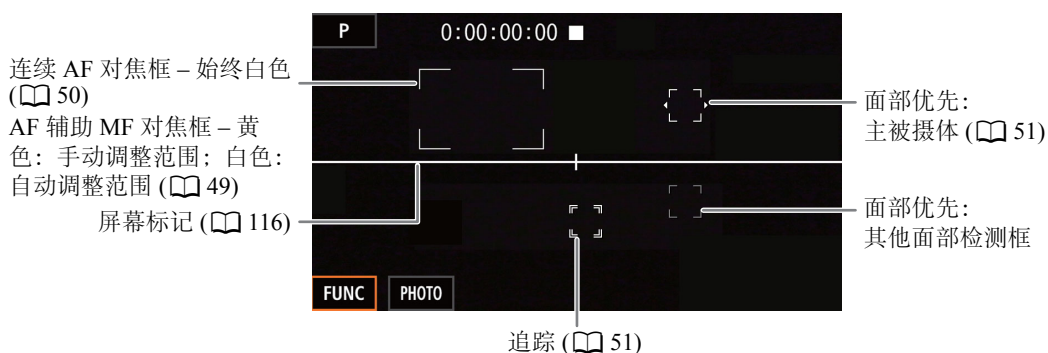 P
0:00:00:00
连续 AF 对焦框 – 始终白色
(50)
AF 辅助 MF 对焦框 – 黄
色：手动调整范围；白色：
自动调整范围 (49)
屏幕标记 (116)
面部优先：
主被摄体 (51)
面部优先：
其他面部检测框
FUNC
PHOTO
追踪 (51)